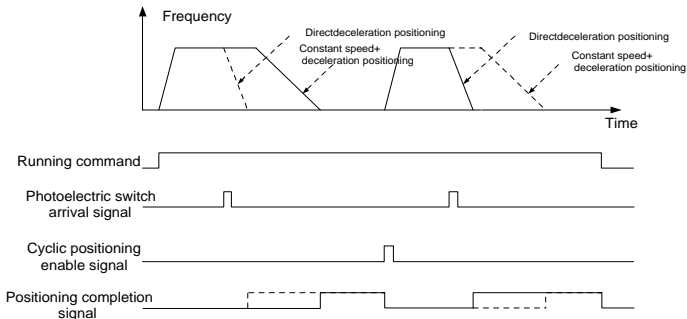 Frequency
Directdeceleration positioning
Constant speed+
deceleration positioning
Directdeceleration positioning
Constant speed+
deceleration positioning
Time
Running command
Photoelectric switch
arrival signal
Cyclic positioning
enable signal
Positioning completion
signal